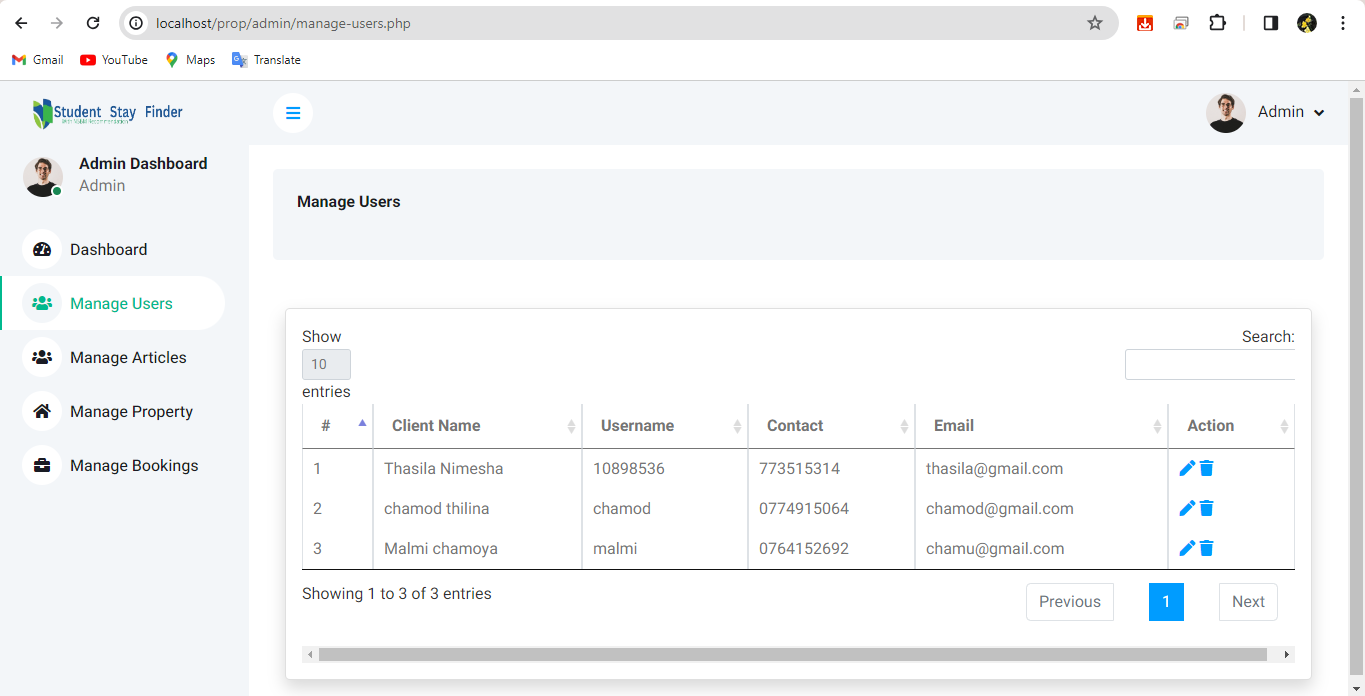 localhost/prop/admin/manage-users.php
Gmail YouTube Maps Translate
Student Stay Finder
Admin
Admin Dashboard
Admin
Dashboard
Manage Users
Manage Articles
Manage Property
Manage Bookings
Manage Users
Show
10
entries
Search:
# Client Name Username Contact Email Action
1 Thasila Nimesha 10898536 773515314 thasila@gmail.com
2 chamod thilina chamod 0774915064 chamod@gmail.com
3 Malmi chamoya malmi 0764152692 chamu@gmail.com
Showing 1 to 3 of 3 entries
Previous 1 Next